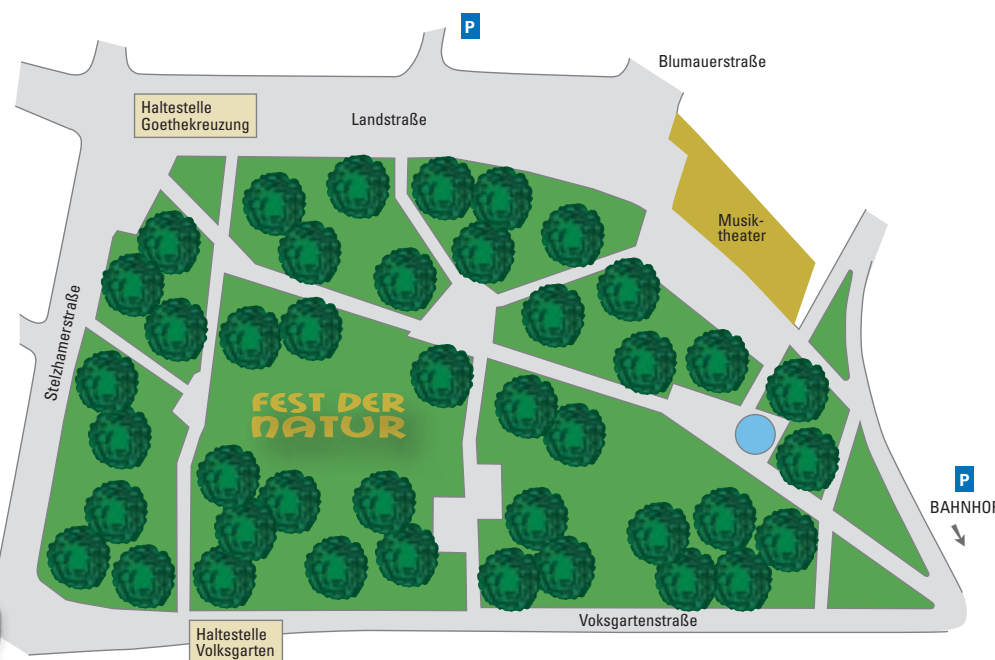 P
Blumauerstraße
Haltestelle
Goethekreuzung
Landstraße
Musik-
theater
Stelzhamerstraße
FEST DER
NATUR
P
BAHNHOF
Voksgartenstraße
Haltestelle
Volksgarten